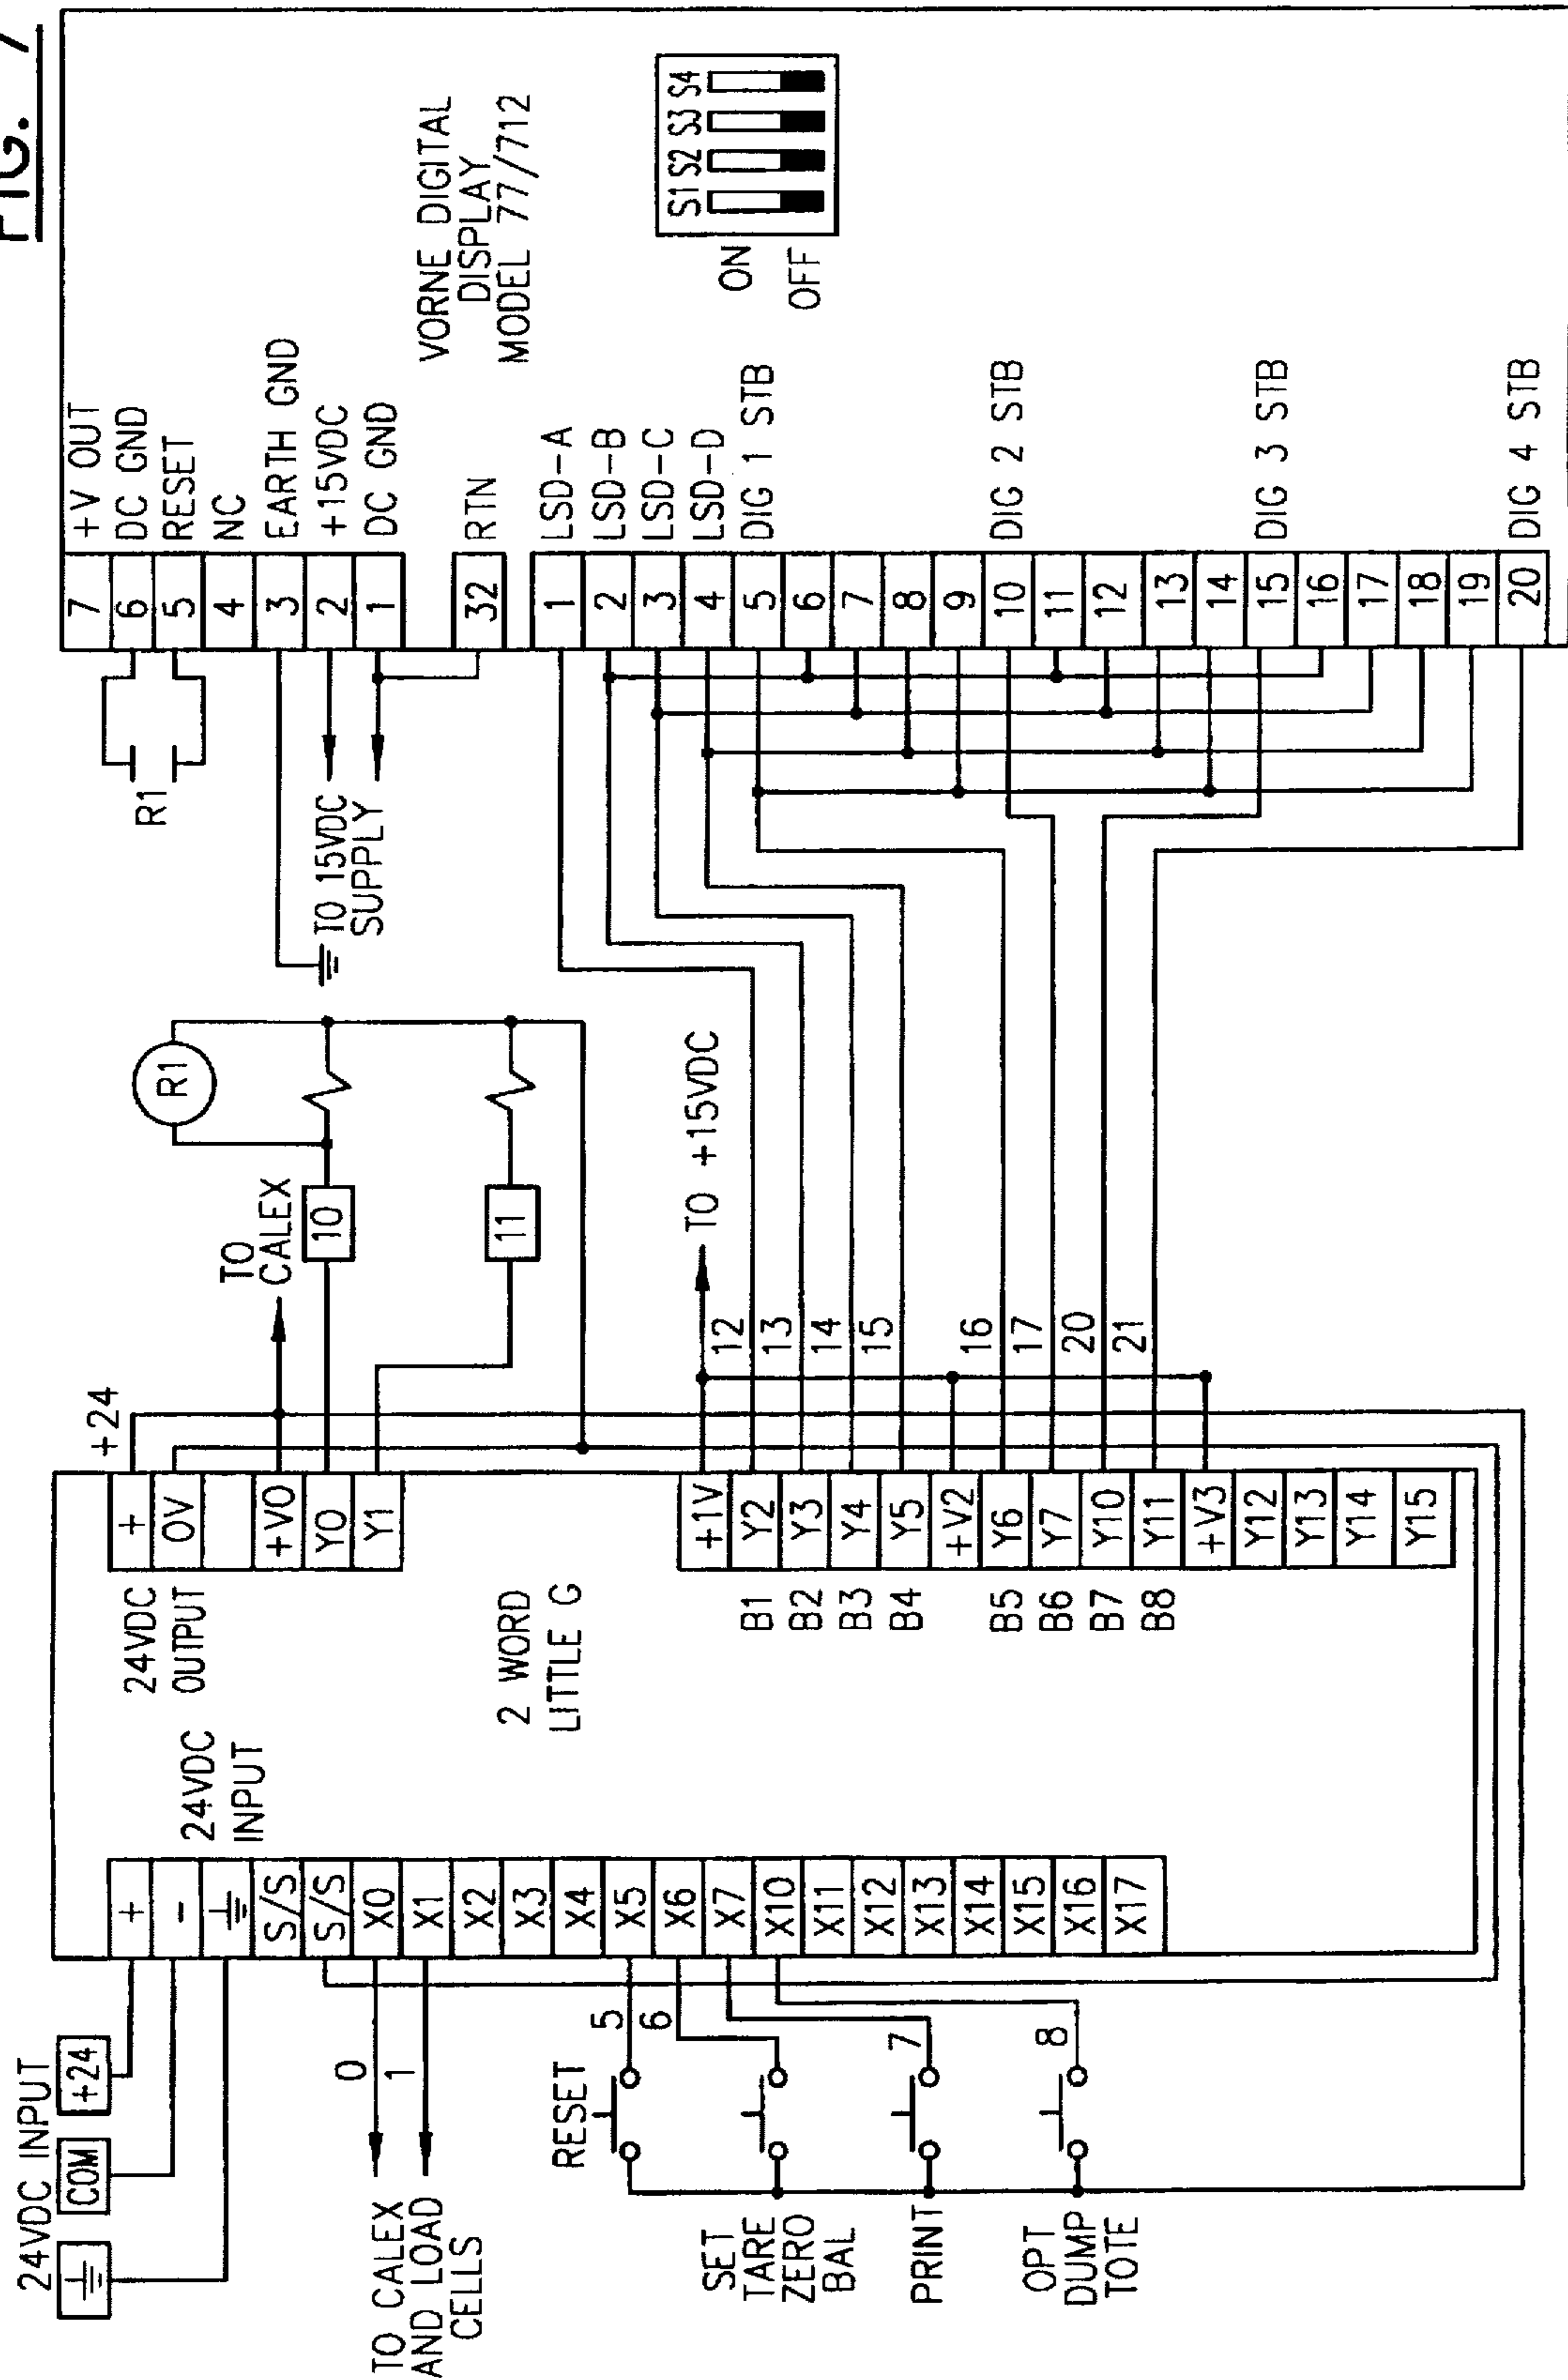 FIG. 7
24VDC INPUT
COM
+24
+
-
S/S
S/S
X0
X1
X2
X3
X4
X5
X6
X7
X10
X11
X12
X13
X14
X15
X16
X17
24VDC
INPUT
0
1
TO CALEX
AND LOAD
CELLS
RESET
5
6
SET
TARE
ZERO
BAL
PRINT
7
OPT
DUMP
TOTE
8
2 WORD
LITTLE G
24VDC
OUTPUT
+
0V
+V0
Y0
Y1
+24
TO
CALEX
10
R1
11
+1V
Y2
Y3
Y4
Y5
+V2
Y6
Y7
Y10
Y11
+V3
Y12
Y13
Y14
Y15
B1
B2
B3
B4
B5
B6
B7
B8
TO +15VDC
12
13
14
15
16
17
20
21
R1
TO 15VDC
SUPPLY
7 +V OUT
6 DC GND
5 RESET
4 NC
3 EARTH GND
2 +15VDC
1 DC GND
32 RTN
1 LSD-A
2 LSD-B
3 LSD-C
4 LSD-D
5 DIG 1 STB
6
7
8
9
10 DIG 2 STB
11
12
13
14
15 DIG 3 STB
16
17
18
19
20 DIG 4 STB
VORNE DIGITAL
DISPLAY
MODEL 77/712
S1 S2 S3 S4
ON
OFF